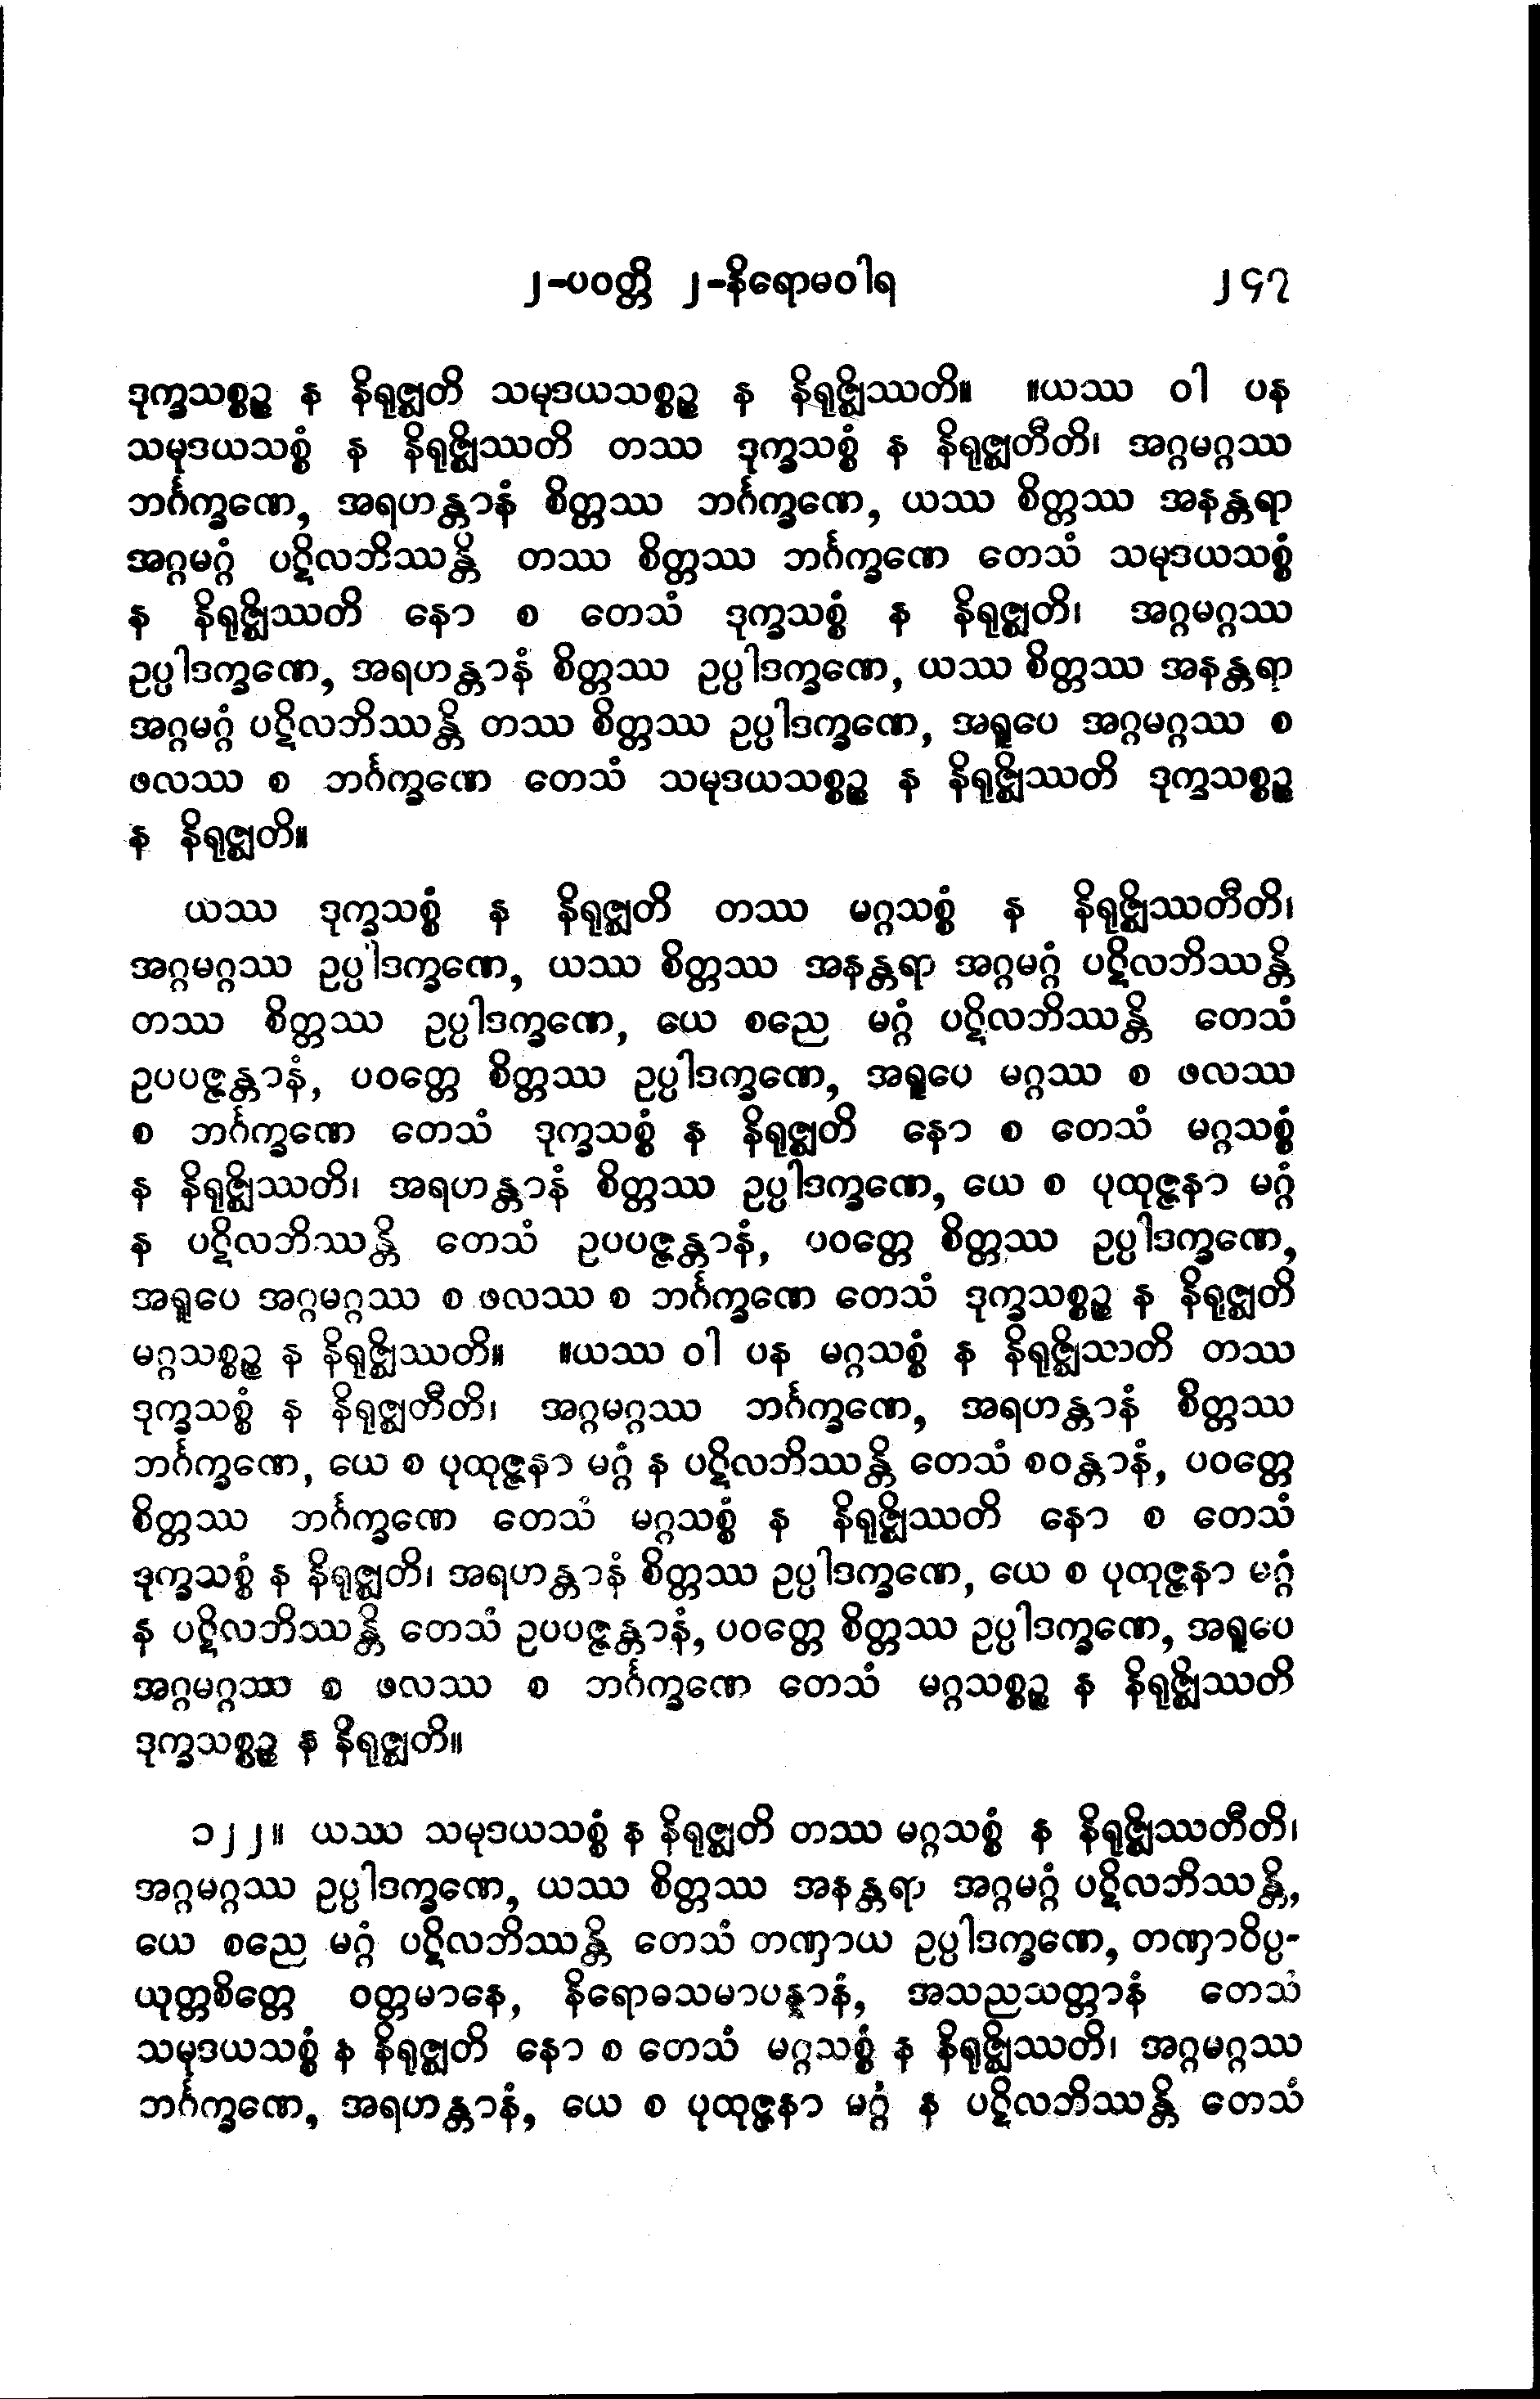 ၂-ပဝတ္တိ ၂-နိရောဓဝါရ ၂၄၇
ဒုက္ခသစ္စဉ္စ န နိရုဇ္ဈတိ သမုဒယသစ္စဉ္စ န နိရုဇ္ဈိဿတိ။ ။ယဿ ဝါ ပန
သမုဒယသစ္စံ န နိရုဇ္ဈိဿတိ တဿ ဒုက္ခသစ္စံ န နိရုဇ္ဈတီတိ၊ အဂ္ဂမဂ္ဂဿ
ဘင်္ဂက္ခဏေ, အရဟန္တာနံ စိတ္တဿ ဘင်္ဂက္ခဏေ, ယဿ စိတ္တဿ အနန္တရာ
အဂ္ဂမဂ္ဂံ ပဋိလဘိဿန္တိ တဿ စိတ္တဿ ဘင်္ဂက္ခဏေ တေသံ သမုဒယသစ္စံ
န နိရုဇ္ဈိဿတိ နော စ တေသံ ဒုက္ခသစ္စံ န နိရုဇ္ဈတိ၊ အဂ္ဂမဂ္ဂဿ
ဥပ္ပါဒက္ခဏေ, အရဟန္တာနံ စိတ္တဿ ဥပ္ပါဒက္ခဏေ, ယဿ စိတ္တဿ အနန္တရာ
အဂ္ဂမဂ္ဂံ ပဋိလဘိဿန္တိ တဿ စိတ္တဿ ဥပ္ပါဒက္ခဏေ, အရူပေ အဂ္ဂမဂ္ဂဿ စ
ဖလဿ စ ဘင်္ဂက္ခဏေ တေသံ သမုဒယသစ္စဉ္စ န နိရုဇ္ဈိဿတိ ဒုက္ခသစ္စဉ္စ
န နိရုဇ္ဈတိ။
ယဿ ဒုက္ခသစ္စံ န နိရုဇ္ဈတိ တဿ မဂ္ဂသစ္စံ န နိရုဇ္ဈိဿတီတိ၊
အဂ္ဂမဂ္ဂဿ ဥပ္ပါဒက္ခဏေ, ယဿ စိတ္တဿ အနန္တရာ အဂ္ဂမဂ္ဂံ ပဋိလဘိဿန္တိ
တဿ စိတ္တဿ ဥပ္ပါဒက္ခဏေ, ယေ စညေ မဂ္ဂံ ပဋိလဘိဿန္တိ တေသံ
ဥပပဇ္ဇန္တာနံ, ပဝတ္တေ စိတ္တဿ ဥပ္ပါဒက္ခဏေ, အရူပေ မဂ္ဂဿ စ ဖလဿ
စ ဘင်္ဂက္ခဏေ တေသံ ဒုက္ခသစ္စံ န နိရုဇ္ဈတိ နော စ တေသံ မဂ္ဂသစ္စံ
န နိရုဇ္ဈိဿတိ၊ အရဟန္တာနံ စိတ္တဿ ဥပ္ပါဒက္ခဏေ, ယေ စ ပုထုဇ္ဇနာ မဂ္ဂံ
န ပဋိလဘိဿန္တိ တေသံ ဥပပဇ္ဇန္တာနံ, ပဝတ္တေ စိတ္တဿ ဥပ္ပါဒက္ခဏေ,
အရူပေ အဂ္ဂမဂ္ဂဿ စ ဖလဿ စ ဘင်္ဂက္ခဏေ တေသံ ဒုက္ခသစ္စဉ္စ န နိရုဇ္ဈတိ
မဂ္ဂသစ္စဉ္စ န နိရုဇ္ဈိဿတိ။ ။ယဿ ဝါ ပန မဂ္ဂသစ္စံ န နိရုဇ္ဈိဿတိ တဿ
ဒုက္ခသစ္စံ န နိရုဇ္ဈတီတိ၊ အဂ္ဂမဂ္ဂဿ ဘင်္ဂက္ခဏေ, အရဟန္တာနံ စိတ္တဿ
ဘင်္ဂက္ခဏေ, ယေ စ ပုထုဇ္ဇနာ မဂ္ဂံ န ပဋိလဘိဿန္တိ တေသံ စဝန္တာနံ, ပဝတ္တေ
စိတ္တဿ ဘင်္ဂက္ခဏေ တေသံ မဂ္ဂသစ္စံ န နိရုဇ္ဈိဿတိ နော စ တေသံ
ဒုက္ခသစ္စံ န နိရုဇ္ဈတိ၊ အရဟန္တာနံ စိတ္တဿ ဥပ္ပါဒက္ခဏေ, ယေ စ ပုထုဇ္ဇနာ မဂ္ဂံ
န ပဋိလဘိဿန္တိ တေသံ ဥပပဇ္ဇန္တာနံ, ပဝတ္တေ စိတ္တဿ ဥပ္ပါဒက္ခဏေ, အရူပေ
အဂ္ဂမဂ္ဂဿ စ ဖလဿ စ ဘင်္ဂက္ခဏေ တေသံ မဂ္ဂသစ္စဉ္စ န နိရုဇ္ဈိဿတိ
ဒုက္ခသစ္စဉ္စ န နိရုဇ္ဈတိ။
၁၂၂။ ယဿ သမုဒယသစ္စံ န နိရုဇ္ဈတိ တဿ မဂ္ဂသစ္စံ န နိရုဇ္ဈိဿတီတိ၊
အဂ္ဂမဂ္ဂဿ ဥပ္ပါဒက္ခဏေ, ယဿ စိတ္တဿ အနန္တရာ အဂ္ဂမဂ္ဂံ ပဋိလဘိဿန္တိ,
ယေ စညေ မဂ္ဂံ ပဋိလဘိဿန္တိ တေသံ တဏှာယ ဥပ္ပါဒက္ခဏေ, တဏှာဝိပ္ပ-
ယုတ္တစိတ္တေ ဝတ္တမာနေ, နိရောဓသမာပန္နာနံ, အသညသတ္တာနံ တေသံ
သမုဒယသစ္စံ န နိရုဇ္ဈတိ နော စ တေသံ မဂ္ဂသစ္စံ န နိရုဇ္ဈိဿတိ၊ အဂ္ဂမဂ္ဂဿ
ဘင်္ဂက္ခဏေ, အရဟန္တာနံ, ယေ စ ပုထုဇ္ဇနာ မဂ္ဂံ န ပဋိလဘိဿန္တိ တေသံ